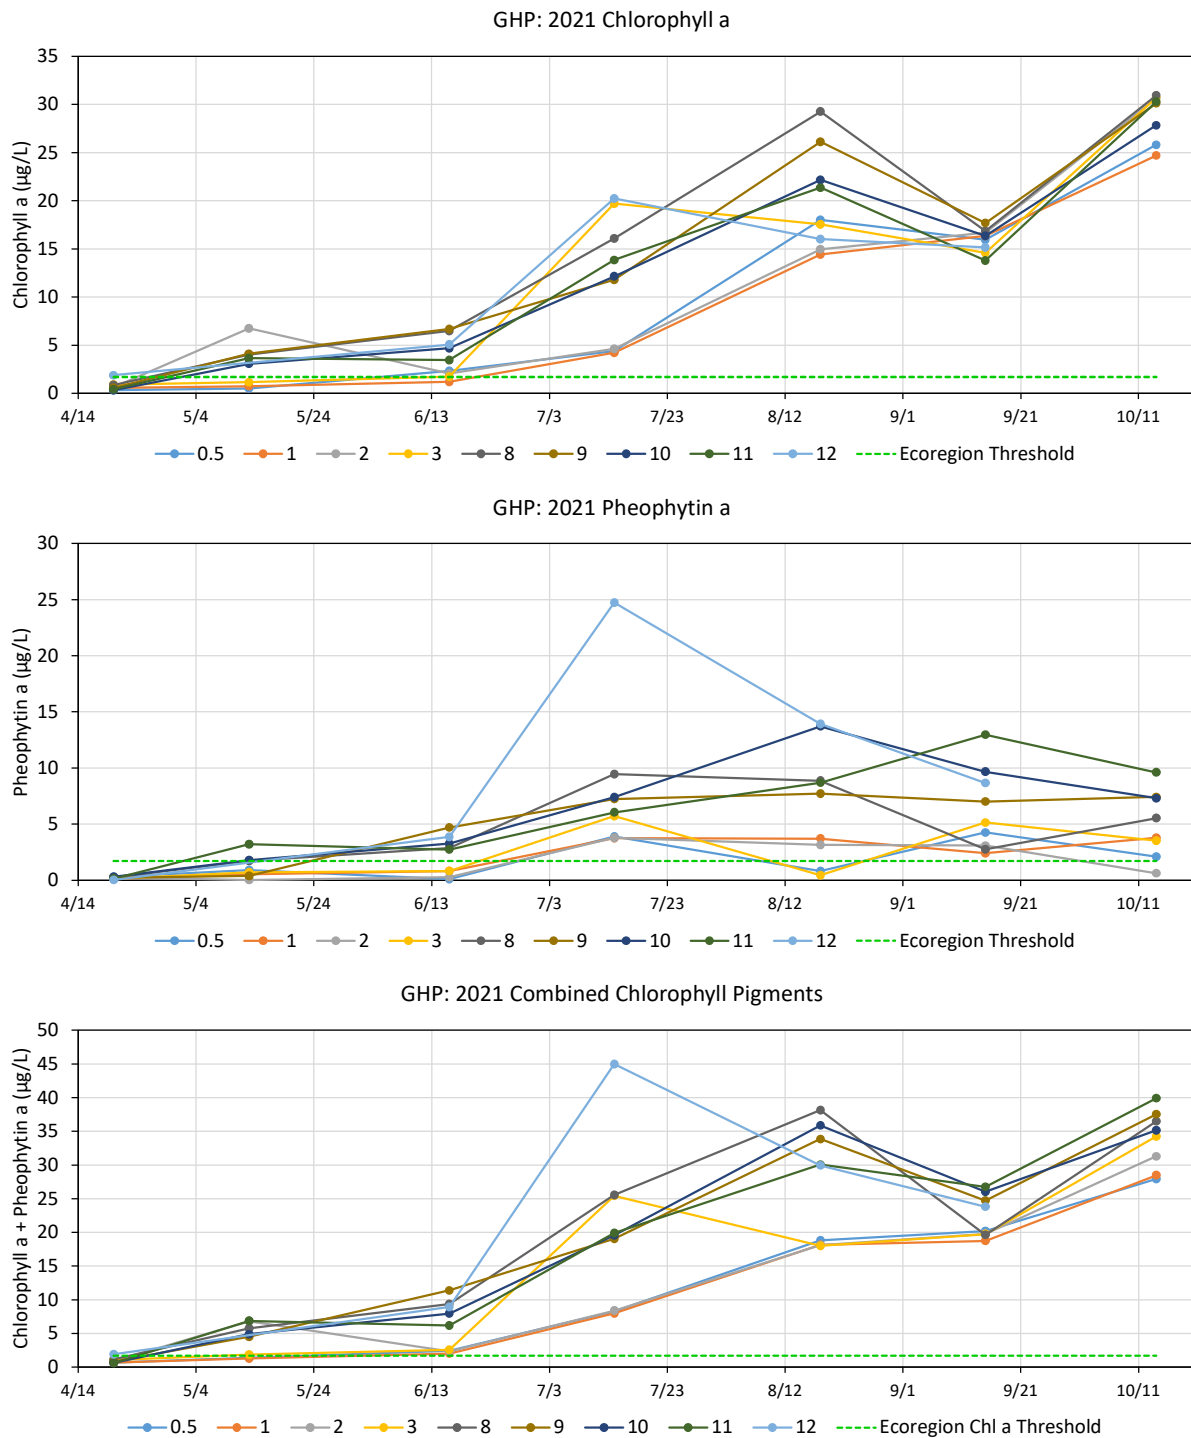 GHP: 2021 Chlorophyll a
35
30
25
20
15
10
5
0
Chlorophyll a (µg/L)
4/14 5/4 5/24 6/13 7/3 7/23 8/12 9/1 9/21 10/11
0.5 1 2 3 8 9 10 11 12 Ecoregion Threshold
GHP: 2021 Pheophytin a
30
25
20
15
10
5
0
Pheophytin a (µg/L)
4/14 5/4 5/24 6/13 7/3 7/23 8/12 9/1 9/21 10/11
0.5 1 2 3 8 9 10 11 12 Ecoregion Threshold
GHP: 2021 Combined Chlorophyll Pigments
50
45
40
35
30
25
20
15
10
5
0
Chlorophyll a + Pheophytin a (µg/L)
4/14 5/4 5/24 6/13 7/3 7/23 8/12 9/1 9/21 10/11
0.5 1 2 3 8 9 10 11 12 Ecoregion Chl a Threshold